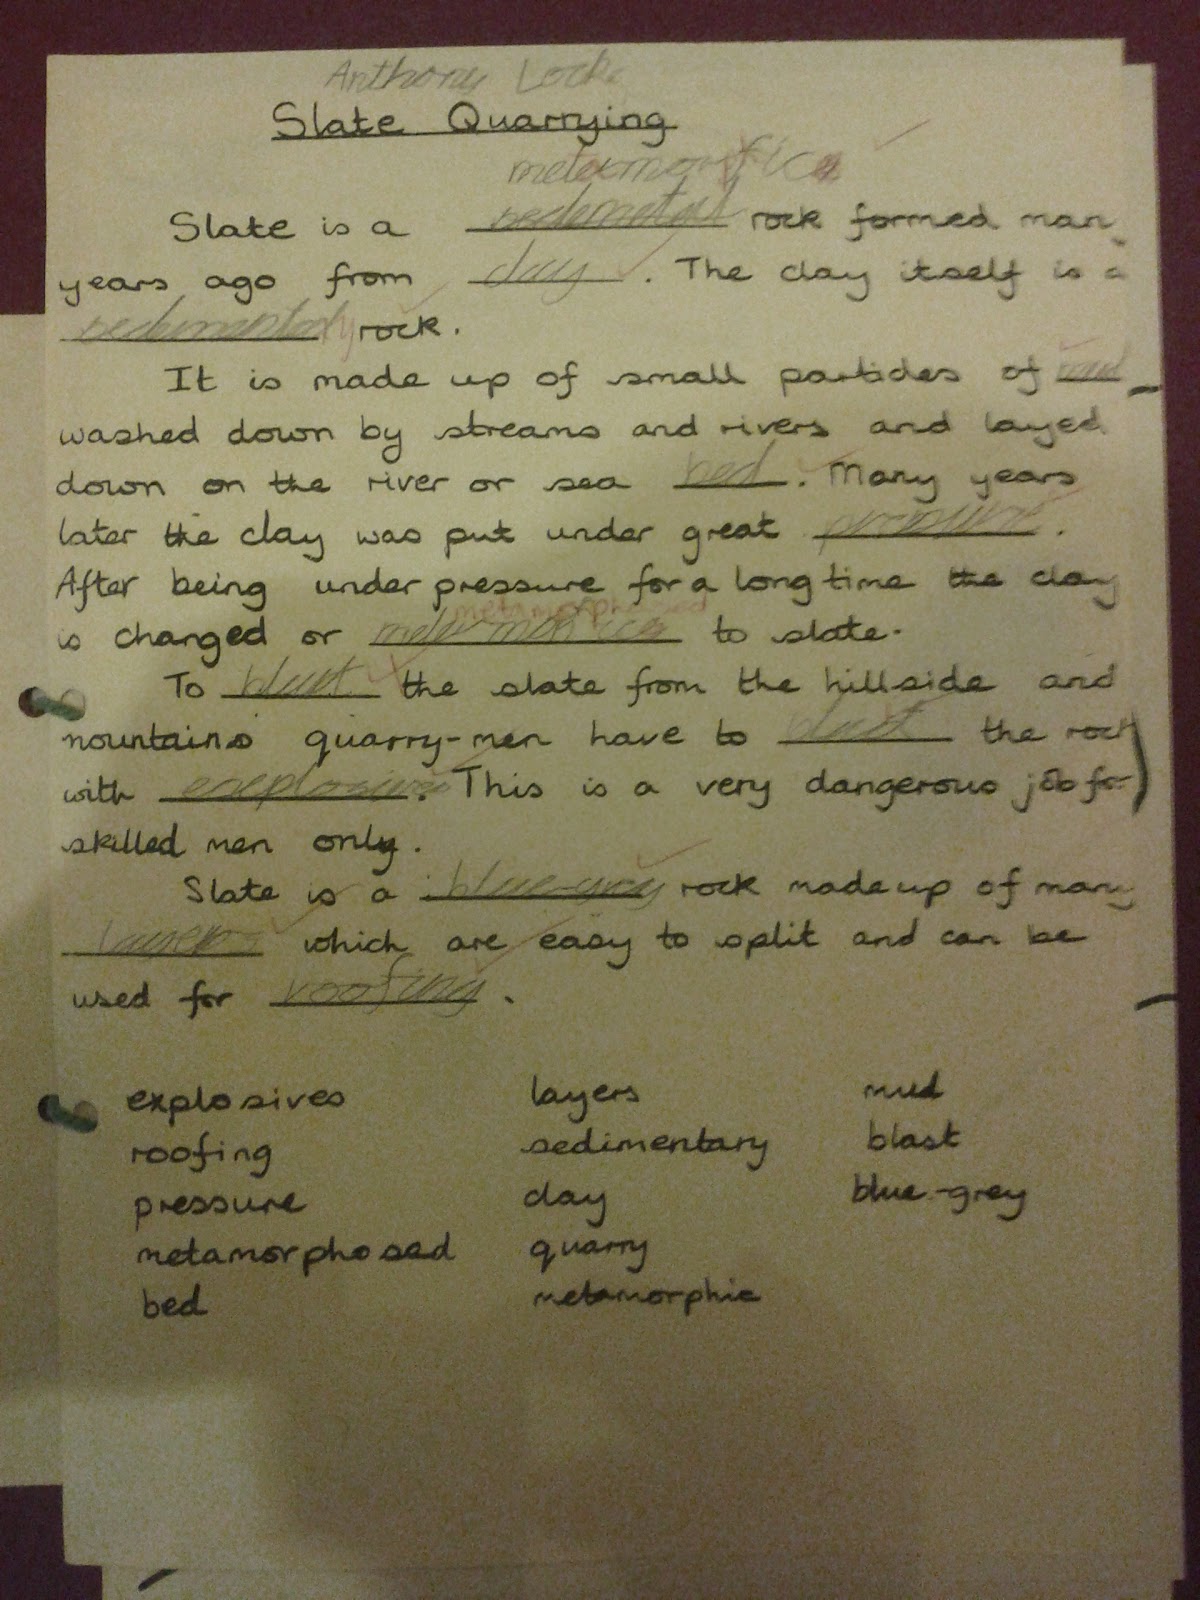 Anthony Locke
Slate Quarrying
Slate is a rock formed many
years ago from clay. The clay itself is a
rock.
It is made up of small particles of mud
washed down by streams and rivers and layed
down on the river or sea bed. Many years
later the clay was put under great pressure.
After being under pressure for a long time the clay
metamorphosed
is changed or to slate.
To blast the slate from the hillside and
mountains quarry-men have to blast the rock
with This is a very dangerous job for
skilled men only.
Slate is a blue-grey rock made up of many
layers which are easy to split and can be
used for roofing.
explosives layers mud
roofing sedimentary blast
pressure clay blue-grey
metamorphosed quarry
bed metamorphic